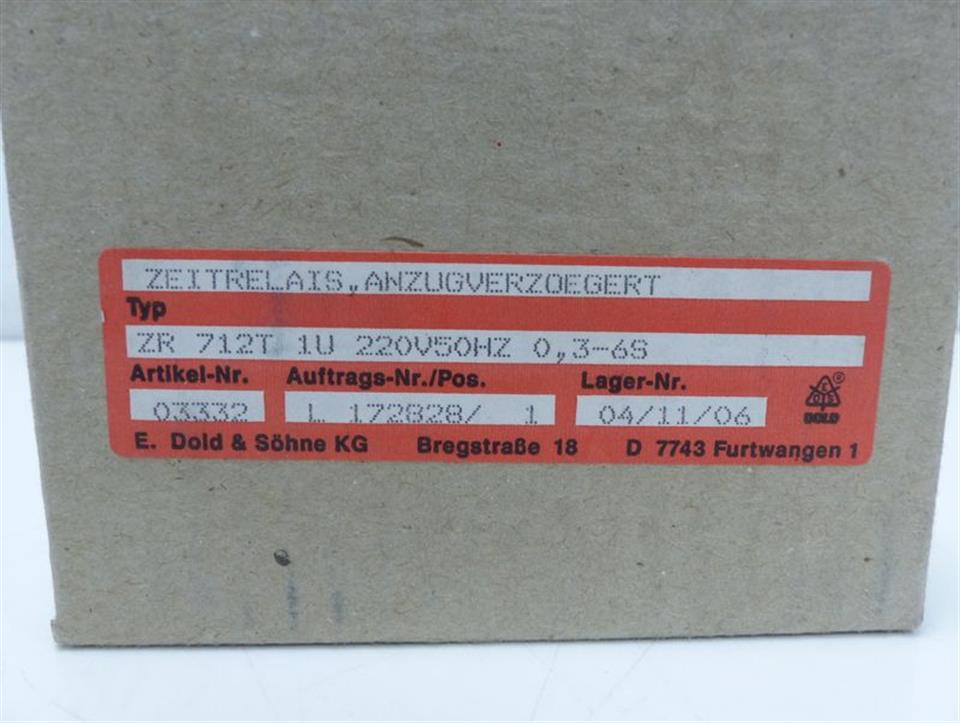 ZEITRELAIS,ANZUGVERZOEGERT
Typ
ZR 712T 1U 220V50HZ 0,3-6S
Artikel-Nr. Auftrags-Nr./Pos. Lager-Nr.
03332 L 172828/ 1 04/11/06
DOLD
E. Dold & Söhne KG Bregstraße 18 D 7743 Furtwangen 1